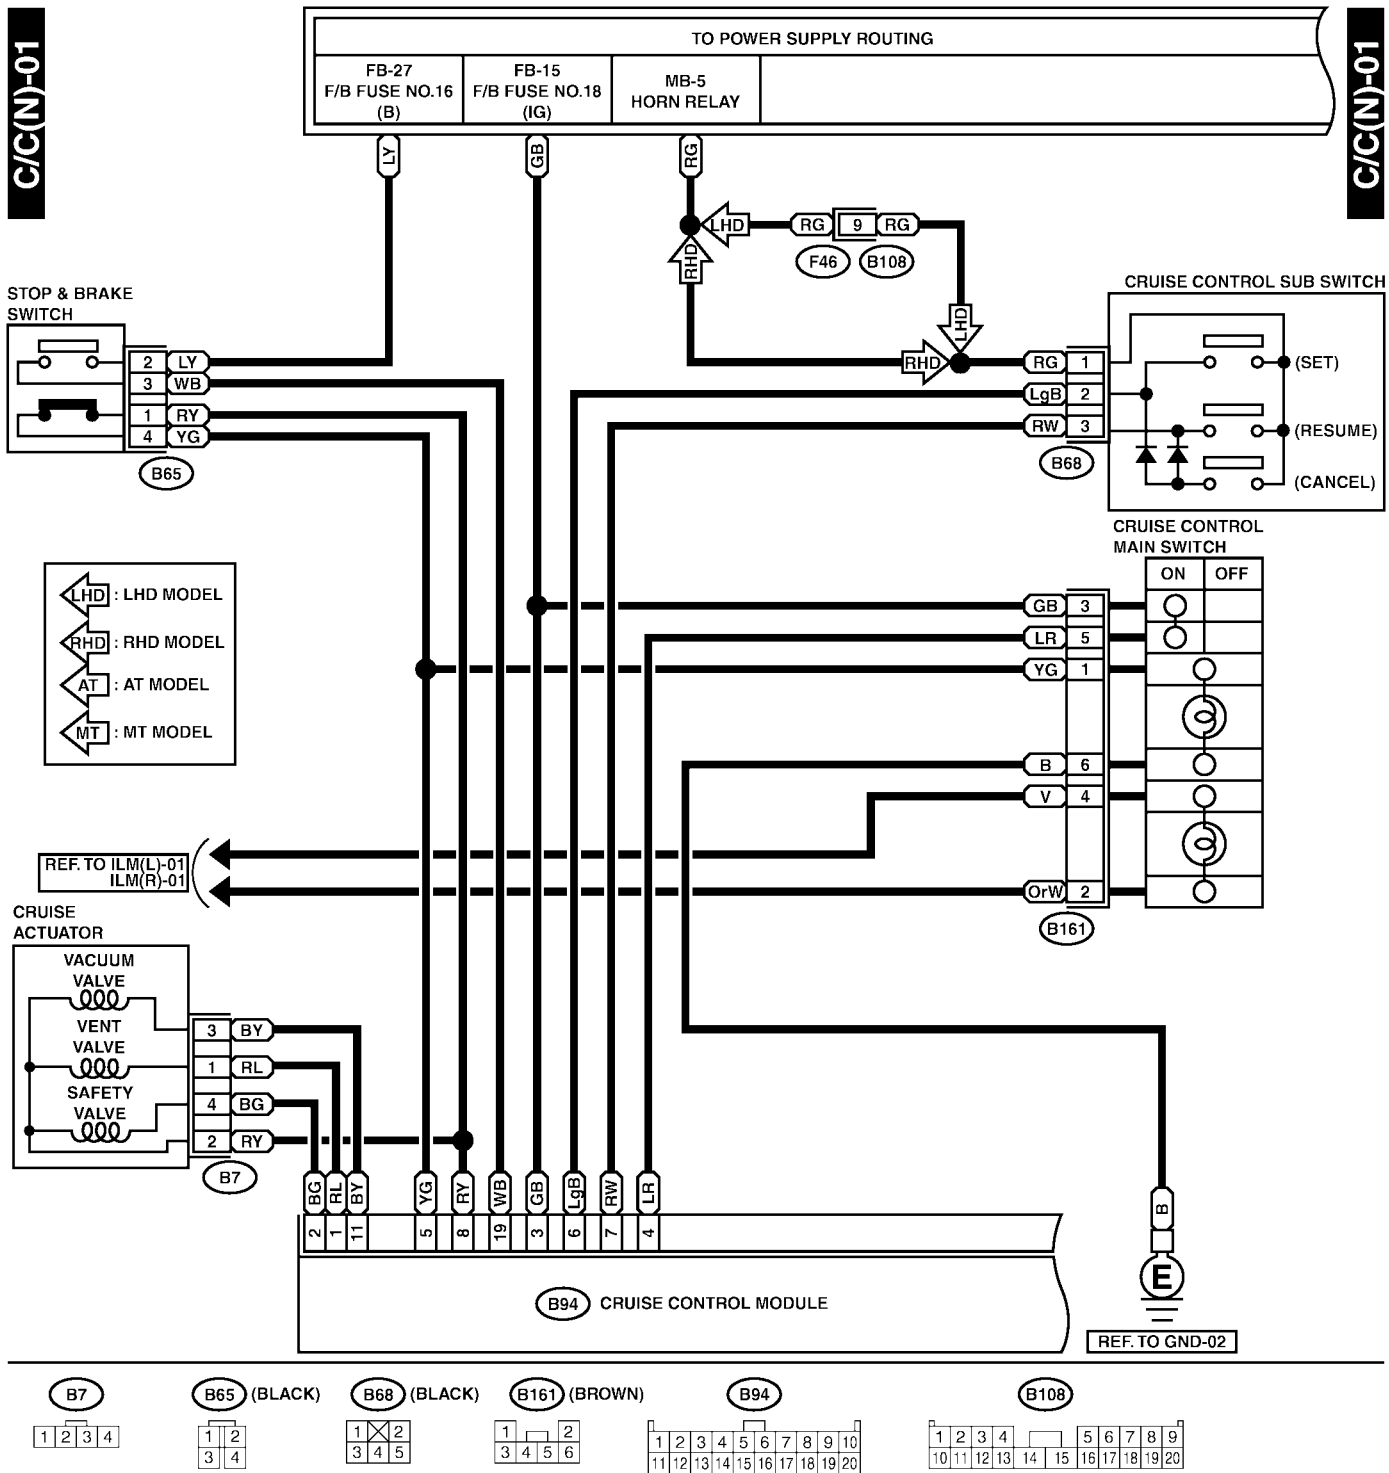 C/C(N)-01
C/C(N)-01
TO POWER SUPPLY ROUTING
FB-27
F/B FUSE NO.16
(B)
FB-15
F/B FUSE NO.18
(IG)
MB-5
HORN RELAY
LY
GB
RG
LHD
RG 9 RG
F46 B108
RHD
LHD
STOP & BRAKE
SWITCH
2 LY
3 WB
1 RY
4 YG
B65
CRUISE CONTROL SUB SWITCH
RHD
RG 1
LgB 2
RW 3
B68
(SET)
(RESUME)
(CANCEL)
LHD : LHD MODEL
RHD : RHD MODEL
AT : AT MODEL
MT : MT MODEL
CRUISE CONTROL
MAIN SWITCH
ON OFF
GB 3
LR 5
YG 1
B 6
V 4
OrW 2
B161
REF. TO ILM(L)-01
ILM(R)-01
CRUISE
ACTUATOR
VACUUM
VALVE
VENT
VALVE
SAFETY
VALVE
3 BY
1 RL
4 BG
2 RY
B7
BG RL BY YG RY WB GB LgB RW LR
2 1 11 5 8 19 3 6 7 4
B94 CRUISE CONTROL MODULE
B
E
REF. TO GND-02
B7
1 2 3 4
B65 (BLACK)
1 2
3 4
B68 (BLACK)
1 2
3 4 5
B161 (BROWN)
1 2
3 4 5 6
B94
1 2 3 4 5 6 7 8 9 10
11 12 13 14 15 16 17 18 19 20
B108
1 2 3 4 5 6 7 8 9
10 11 12 13 14 15 16 17 18 19 20